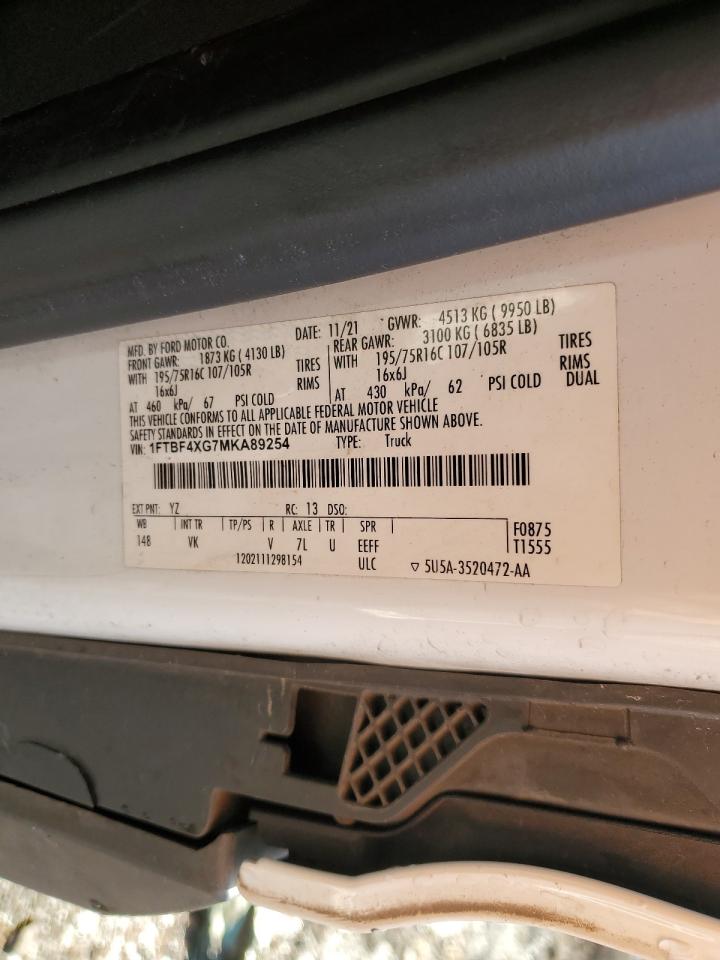 MFD. BY FORD MOTOR CO. DATE: 11/21 GVWR: 4513 KG ( 9950 LB)
FRONT GAWR: 1873 KG ( 4130 LB) REAR GAWR: 3100 KG ( 6835 LB)
WITH 195/75R16C 107/105R TIRES WITH 195/75R16C 107/105R TIRES
16x6J RIMS 16x6J RIMS
AT 460 kPa/ 67 PSI COLD AT 430 kPa/ 62 PSI COLD DUAL
THIS VEHICLE CONFORMS TO ALL APPLICABLE FEDERAL MOTOR VEHICLE
SAFETY STANDARDS IN EFFECT ON THE DATE OF MANUFACTURE SHOWN ABOVE.
VIN: 1FTBF4XG7MKA89254 TYPE: Truck
EXT PNT: YZ RC: 13 DSO:
WB INT TR TP/PS R AXLE TR SPR F0875
148 VK V 7L U EEFF T1555
1202111298154 ULC ▽ 5U5A-3520472-AA